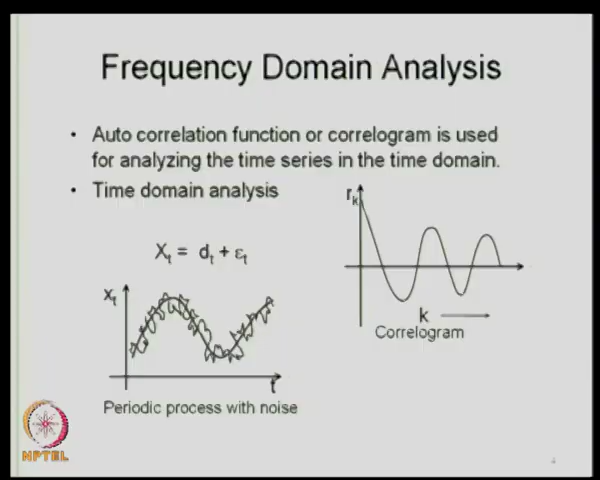 Frequency Domain Analysis
• Auto correlation function or correlogram is used
for analyzing the time series in the time domain.
• Time domain analysis
Xt = dt + εt
Xt
t
Periodic process with noise
rk
k
Correlogram
NPTEL
4